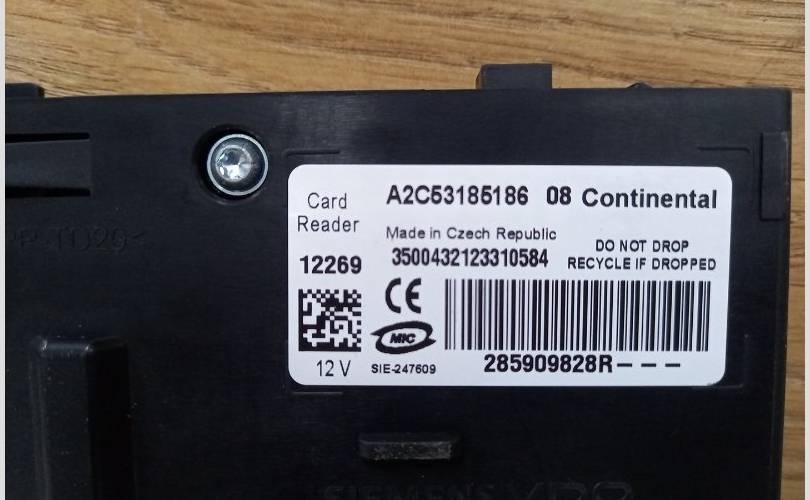 Card
Reader
12269
12 V
A2C53185186 08 Continental
Made in Czech Republic
3500432123310584
DO NOT DROP
RECYCLE IF DROPPED
CE
MIC
SIE-247609
285909828R---